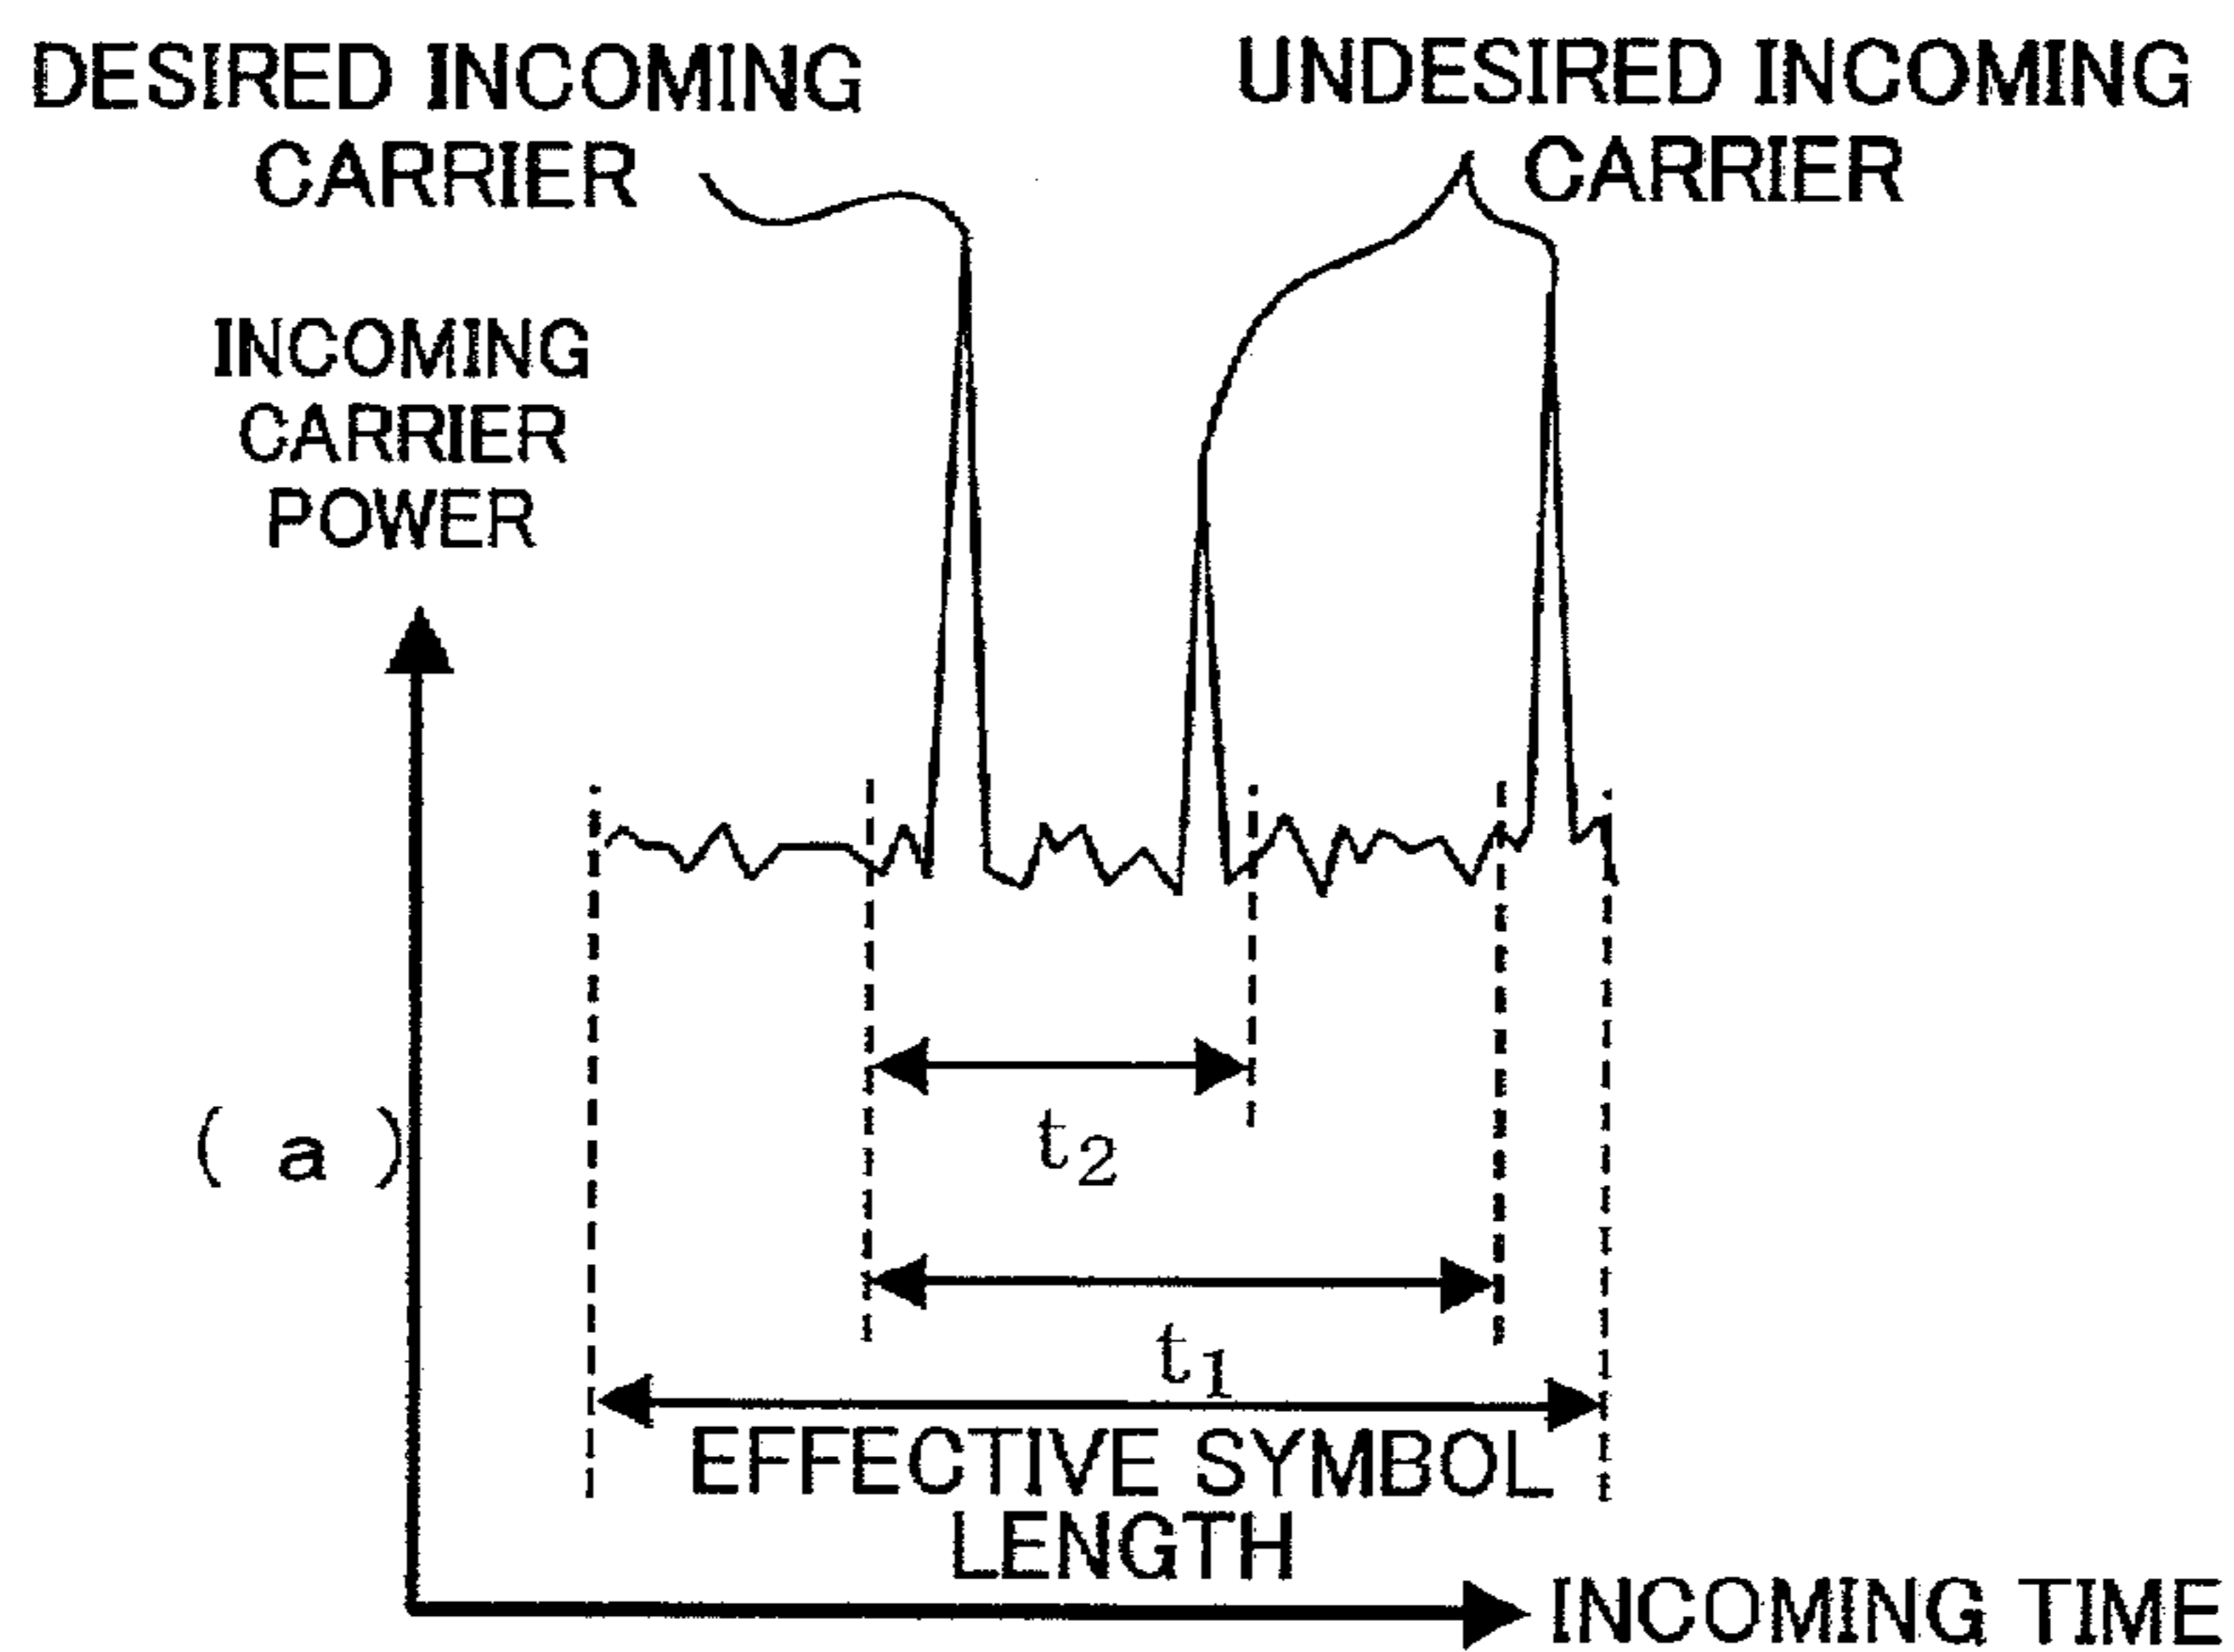 DESIRED INCOMING
CARRIER
UNDESIRED INCOMING
CARRIER
INCOMING
CARRIER
POWER
(a)
t2
t1
EFFECTIVE SYMBOL
LENGTH
INCOMING TIME